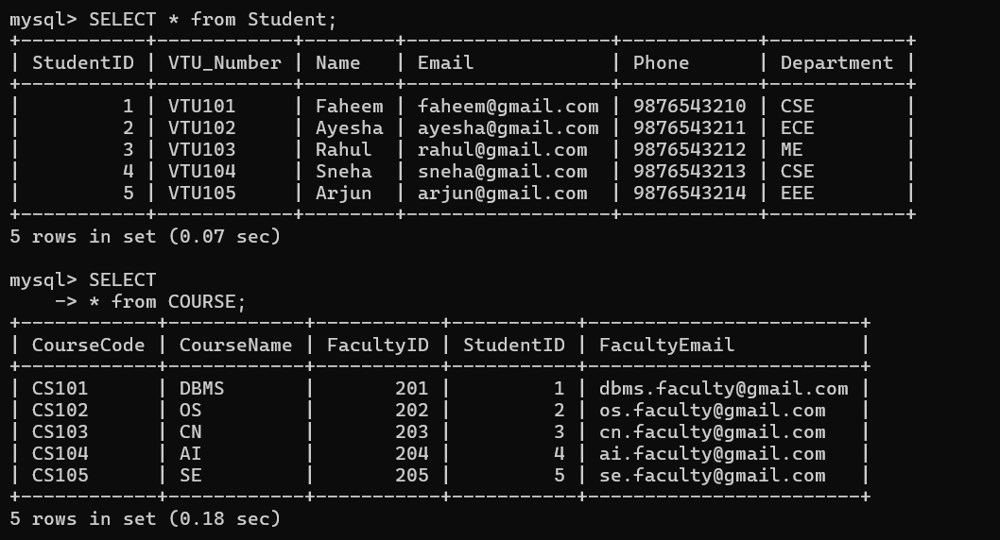 mysql> SELECT * from Student;
+-----------+------------+--------+------------------+------------+------------+
| StudentID | VTU_Number | Name   | Email            | Phone      | Department |
+-----------+------------+--------+------------------+------------+------------+
|         1 | VTU101     | Faheem | faheem@gmail.com | 9876543210 | CSE        |
|         2 | VTU102     | Ayesha | ayesha@gmail.com | 9876543211 | ECE        |
|         3 | VTU103     | Rahul  | rahul@gmail.com  | 9876543212 | ME         |
|         4 | VTU104     | Sneha  | sneha@gmail.com  | 9876543213 | CSE        |
|         5 | VTU105     | Arjun  | arjun@gmail.com  | 9876543214 | EEE        |
+-----------+------------+--------+------------------+------------+------------+
5 rows in set (0.07 sec)

mysql> SELECT
    -> * from COURSE;
+------------+------------+-----------+-----------+------------------------+
| CourseCode | CourseName | FacultyID | StudentID | FacultyEmail           |
+------------+------------+-----------+-----------+------------------------+
| CS101      | DBMS       |       201 |         1 | dbms.faculty@gmail.com |
| CS102      | OS         |       202 |         2 | os.faculty@gmail.com   |
| CS103      | CN         |       203 |         3 | cn.faculty@gmail.com   |
| CS104      | AI         |       204 |         4 | ai.faculty@gmail.com   |
| CS105      | SE         |       205 |         5 | se.faculty@gmail.com   |
+------------+------------+-----------+-----------+------------------------+
5 rows in set (0.18 sec)